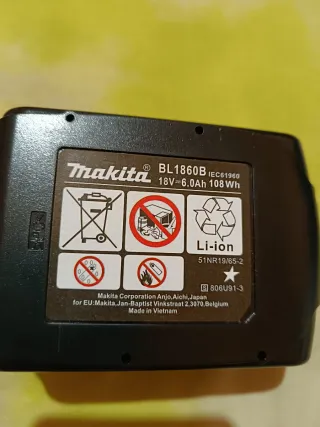 makita® BL1860B IEC61960
18V⎓6.0Ah 108Wh
Li-ion
51NR19/65-2
S 806U91-3
Makita Corporation Anjo,Aichi,Japan
for EU:Makita,Jan-Baptist Vinkstraat 2,3070,Belgium
Made in Vietnam